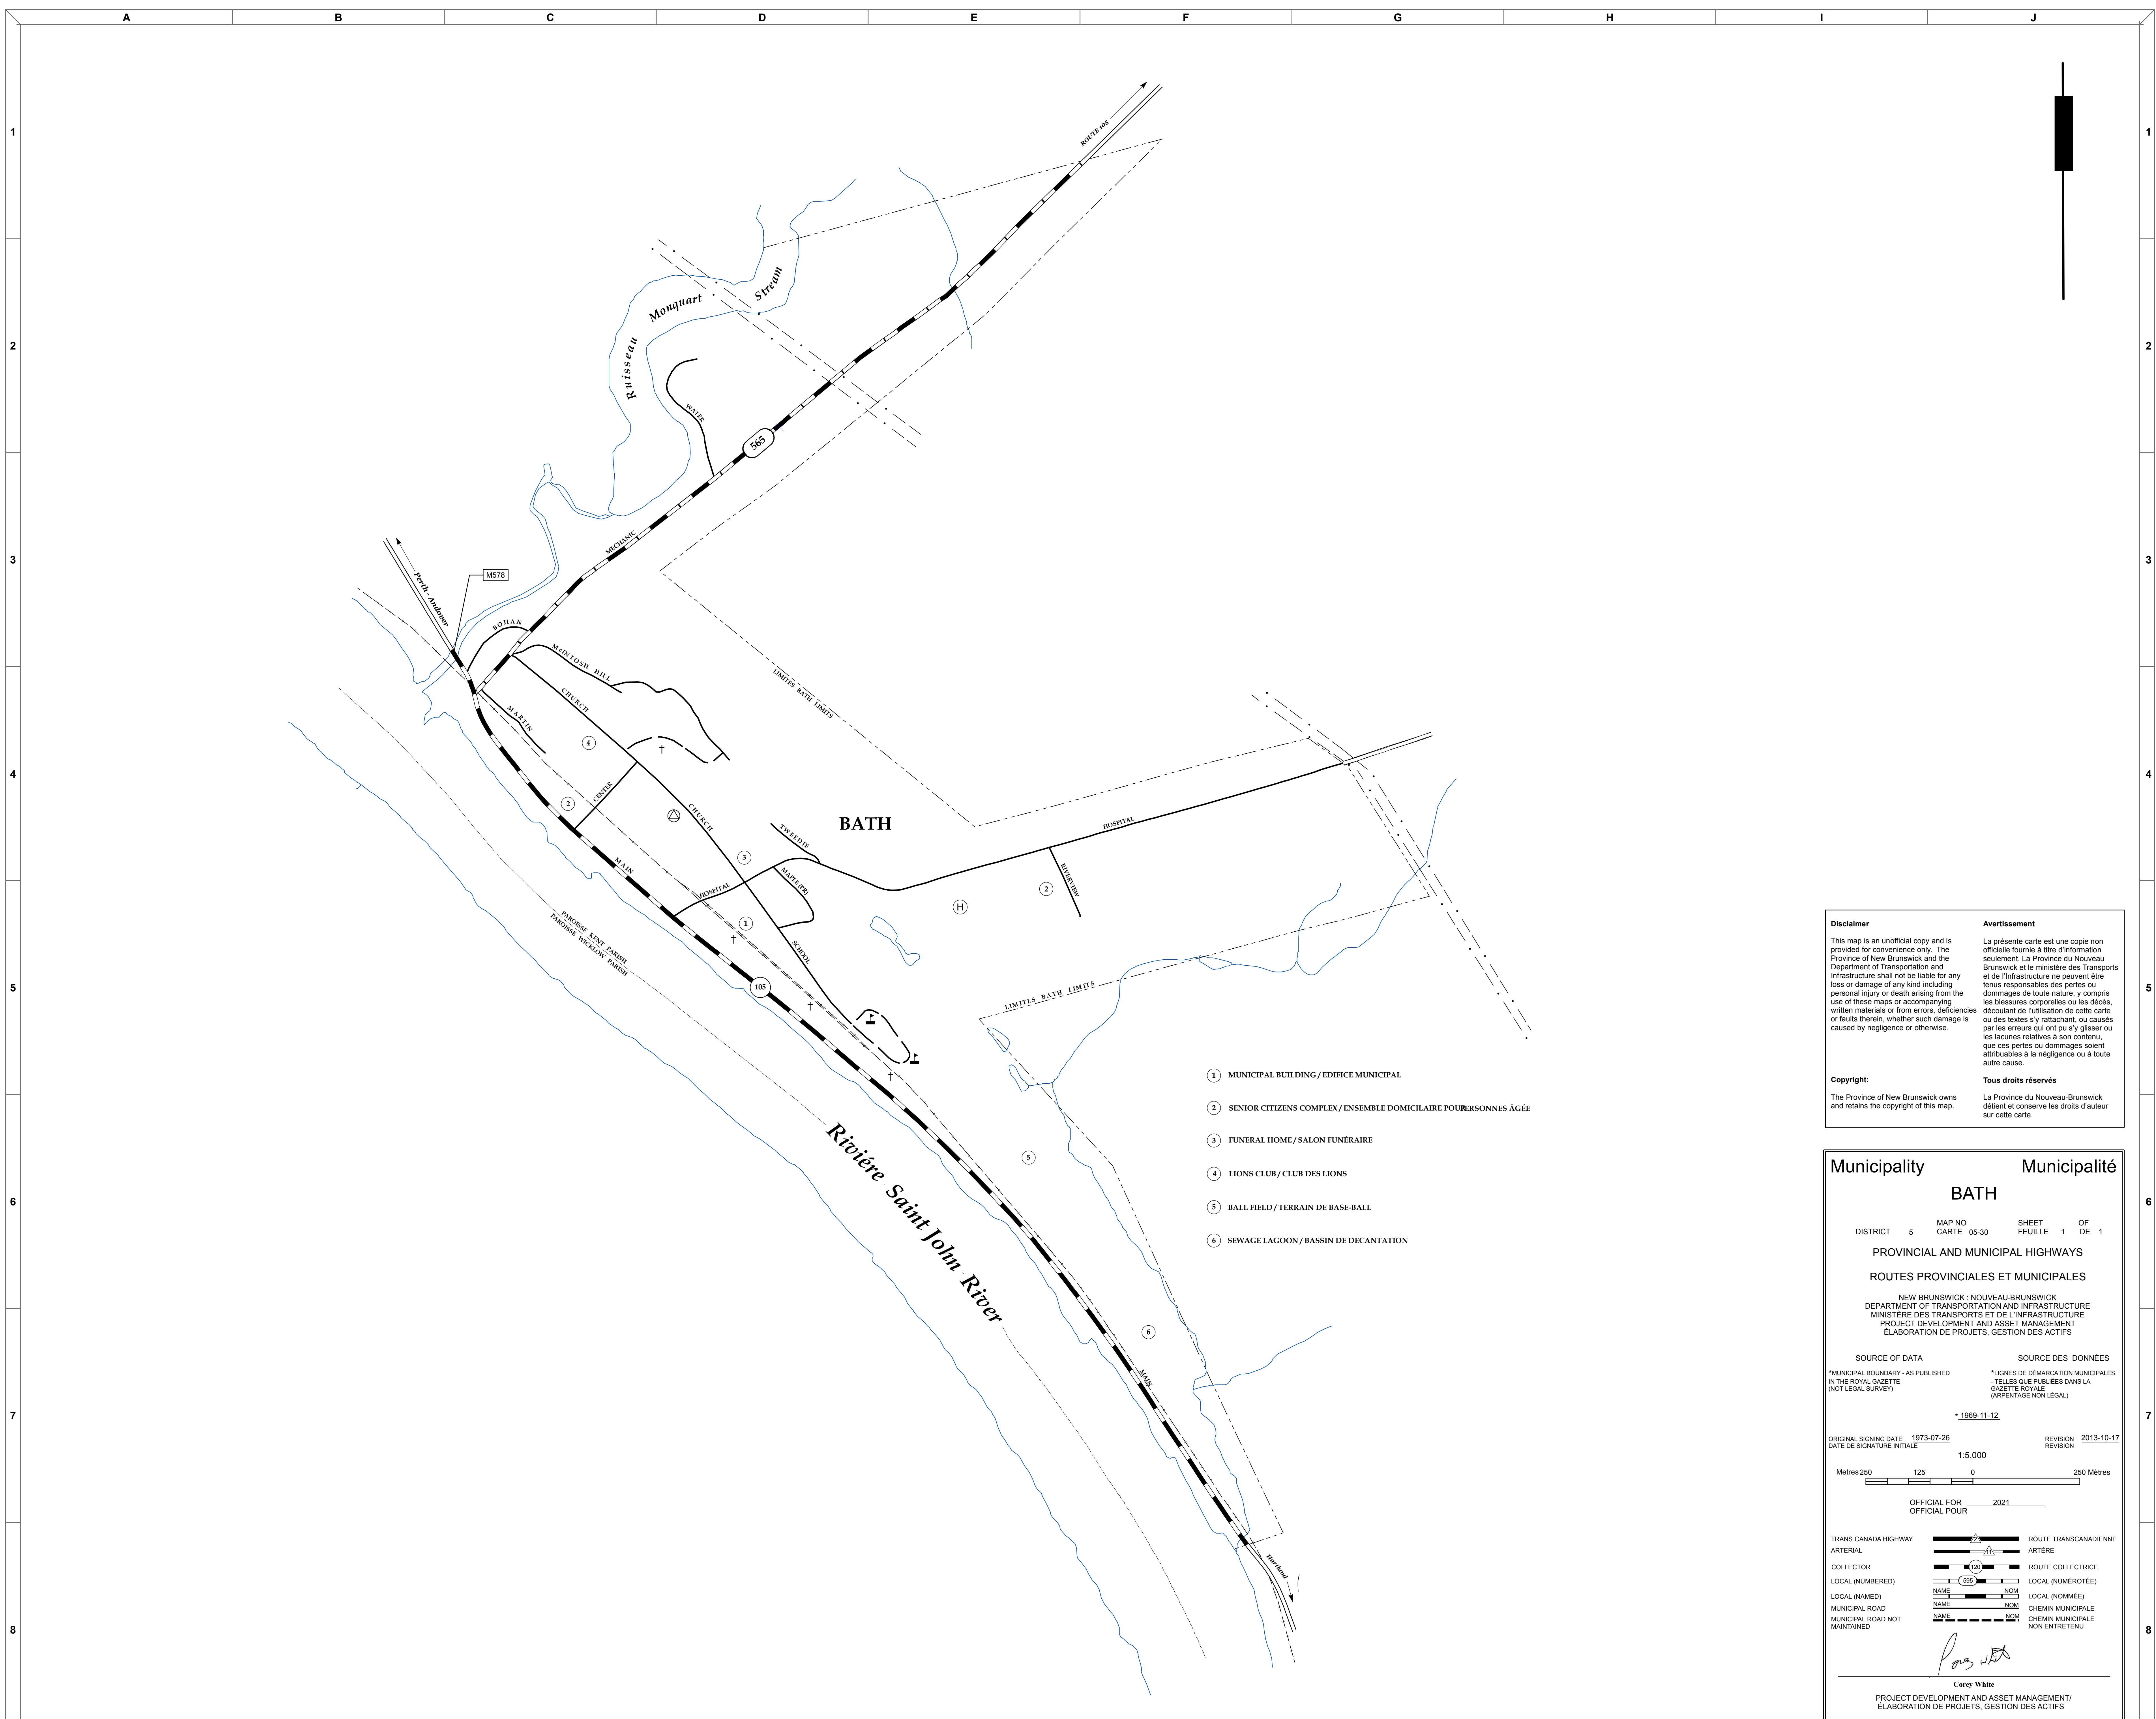 A B C D E F G H I J
1 1
2 2
3 3
4 4
5 5
6 6
7 7
8 8
ROUTE 105
Ruisseau Monquart Stream
WATER
565
MECHANIC
Perth - Andover
M578
BOHAN
McINTOSH HILL
CHURCH
MARTIN
LIMITES BATH LIMITS
4
2
CENTER
CHURCH
BATH
TWEEDIE
HOSPITAL
3
MAIN
HOSPITAL
MAPLE (PR)
RIVERVIEW
2
H
1
SCHOOL
PAROISSE KENT PARISH
PAROISSE WICKLOW PARISH
105
LIMITES BATH LIMITS
5
Riviére Saint John River
6
MAIN
Hartland
1 MUNICIPAL BUILDING / EDIFICE MUNICIPAL
2 SENIOR CITIZENS COMPLEX / ENSEMBLE DOMICILAIRE POUR PERSONNES ÂGÉE
3 FUNERAL HOME / SALON FUNÉRAIRE
4 LIONS CLUB / CLUB DES LIONS
5 BALL FIELD / TERRAIN DE BASE-BALL
6 SEWAGE LAGOON / BASSIN DE DECANTATION
Disclaimer
This map is an unofficial copy and is
provided for convenience only. The
Province of New Brunswick and the
Department of Transportation and
Infrastructure shall not be liable for any
loss or damage of any kind including
personal injury or death arising from the
use of these maps or accompanying
written materials or from errors, deficiencies
or faults therein, whether such damage is
caused by negligence or otherwise.
Copyright:
The Province of New Brunswick owns
and retains the copyright of this map.
Avertissement
La présente carte est une copie non
officielle fournie à titre d'information
seulement. La Province du Nouveau
Brunswick et le ministère des Transports
et de l'Infrastructure ne peuvent être
tenus responsables des pertes ou
dommages de toute nature, y compris
les blessures corporelles ou les décès,
découlant de l'utilisation de cette carte
ou des textes s'y rattachant, ou causés
par les erreurs qui ont pu s'y glisser ou
les lacunes relatives à son contenu,
que ces pertes ou dommages soient
attribuables à la négligence ou à toute
autre cause.
Tous droits réservés
La Province du Nouveau-Brunswick
détient et conserve les droits d'auteur
sur cette carte.
Municipality Municipalité
BATH
MAP NO SHEET OF
DISTRICT 5 CARTE 05-30 FEUILLE 1 DE 1
PROVINCIAL AND MUNICIPAL HIGHWAYS
ROUTES PROVINCIALES ET MUNICIPALES
NEW BRUNSWICK : NOUVEAU-BRUNSWICK
DEPARTMENT OF TRANSPORTATION AND INFRASTRUCTURE
MINISTÈRE DES TRANSPORTS ET DE L'INFRASTRUCTURE
PROJECT DEVELOPMENT AND ASSET MANAGEMENT
ÉLABORATION DE PROJETS, GESTION DES ACTIFS
SOURCE OF DATA SOURCE DES DONNÉES
*MUNICIPAL BOUNDARY - AS PUBLISHED
IN THE ROYAL GAZETTE
(NOT LEGAL SURVEY)
*LIGNES DE DÉMARCATION MUNICIPALES
- TELLES QUE PUBLIÉES DANS LA
GAZETTE ROYALE
(ARPENTAGE NON LÉGAL)
* 1969-11-12
ORIGINAL SIGNING DATE 1973-07-26 REVISION 2013-10-17
DATE DE SIGNATURE INITIALE REVISION
1:5,000
Metres 250 125 0 250 Mètres
OFFICIAL FOR 2021
OFFICIAL POUR
TRANS CANADA HIGHWAY 2 ROUTE TRANSCANADIENNE
ARTERIAL 11 ARTÈRE
COLLECTOR 120 ROUTE COLLECTRICE
LOCAL (NUMBERED) 595 LOCAL (NUMÉROTÉE)
LOCAL (NAMED) NAME NOM LOCAL (NOMMÉE)
MUNICIPAL ROAD NAME NOM CHEMIN MUNICIPALE
MUNICIPAL ROAD NOT NAME NOM CHEMIN MUNICIPALE
MAINTAINED NON ENTRETENU
Corey White
Corey White
PROJECT DEVELOPMENT AND ASSET MANAGEMENT/
ÉLABORATION DE PROJETS, GESTION DES ACTIFS